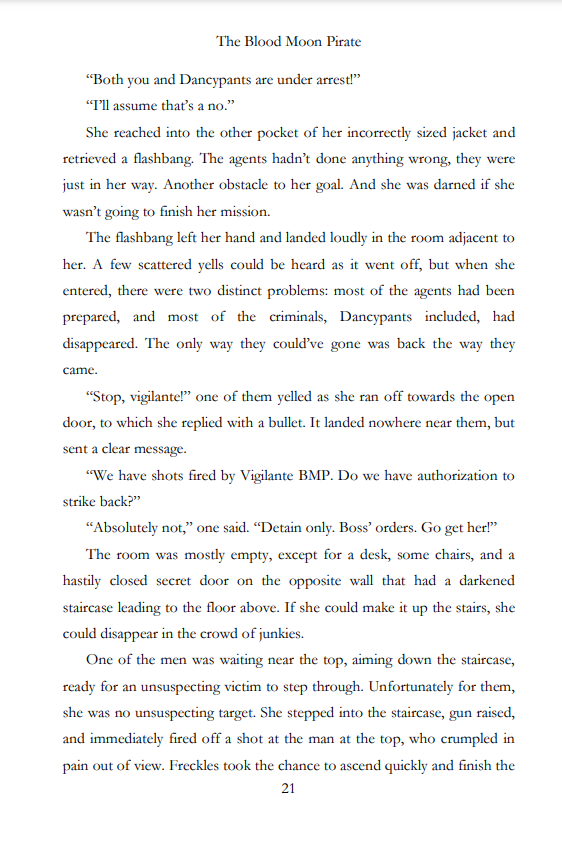 The Blood Moon Pirate
“Both you and Dancypants are under arrest!”
“I’ll assume that’s a no.”
She reached into the other pocket of her incorrectly sized jacket and
retrieved a flashbang. The agents hadn’t done anything wrong, they were
just in her way. Another obstacle to her goal. And she was darned if she
wasn’t going to finish her mission.
The flashbang left her hand and landed loudly in the room adjacent to
her. A few scattered yells could be heard as it went off, but when she
entered, there were two distinct problems: most of the agents had been
prepared, and most of the criminals, Dancypants included, had
disappeared. The only way they could’ve gone was back the way they
came.
“Stop, vigilante!” one of them yelled as she ran off towards the open
door, to which she replied with a bullet. It landed nowhere near them, but
sent a clear message.
“We have shots fired by Vigilante BMP. Do we have authorization to
strike back?”
“Absolutely not,” one said. “Detain only. Boss’ orders. Go get her!”
The room was mostly empty, except for a desk, some chairs, and a
hastily closed secret door on the opposite wall that had a darkened
staircase leading to the floor above. If she could make it up the stairs, she
could disappear in the crowd of junkies.
One of the men was waiting near the top, aiming down the staircase,
ready for an unsuspecting victim to step through. Unfortunately for them,
she was no unsuspecting target. She stepped into the staircase, gun raised,
and immediately fired off a shot at the man at the top, who crumpled in
pain out of view. Freckles took the chance to ascend quickly and finish the
21